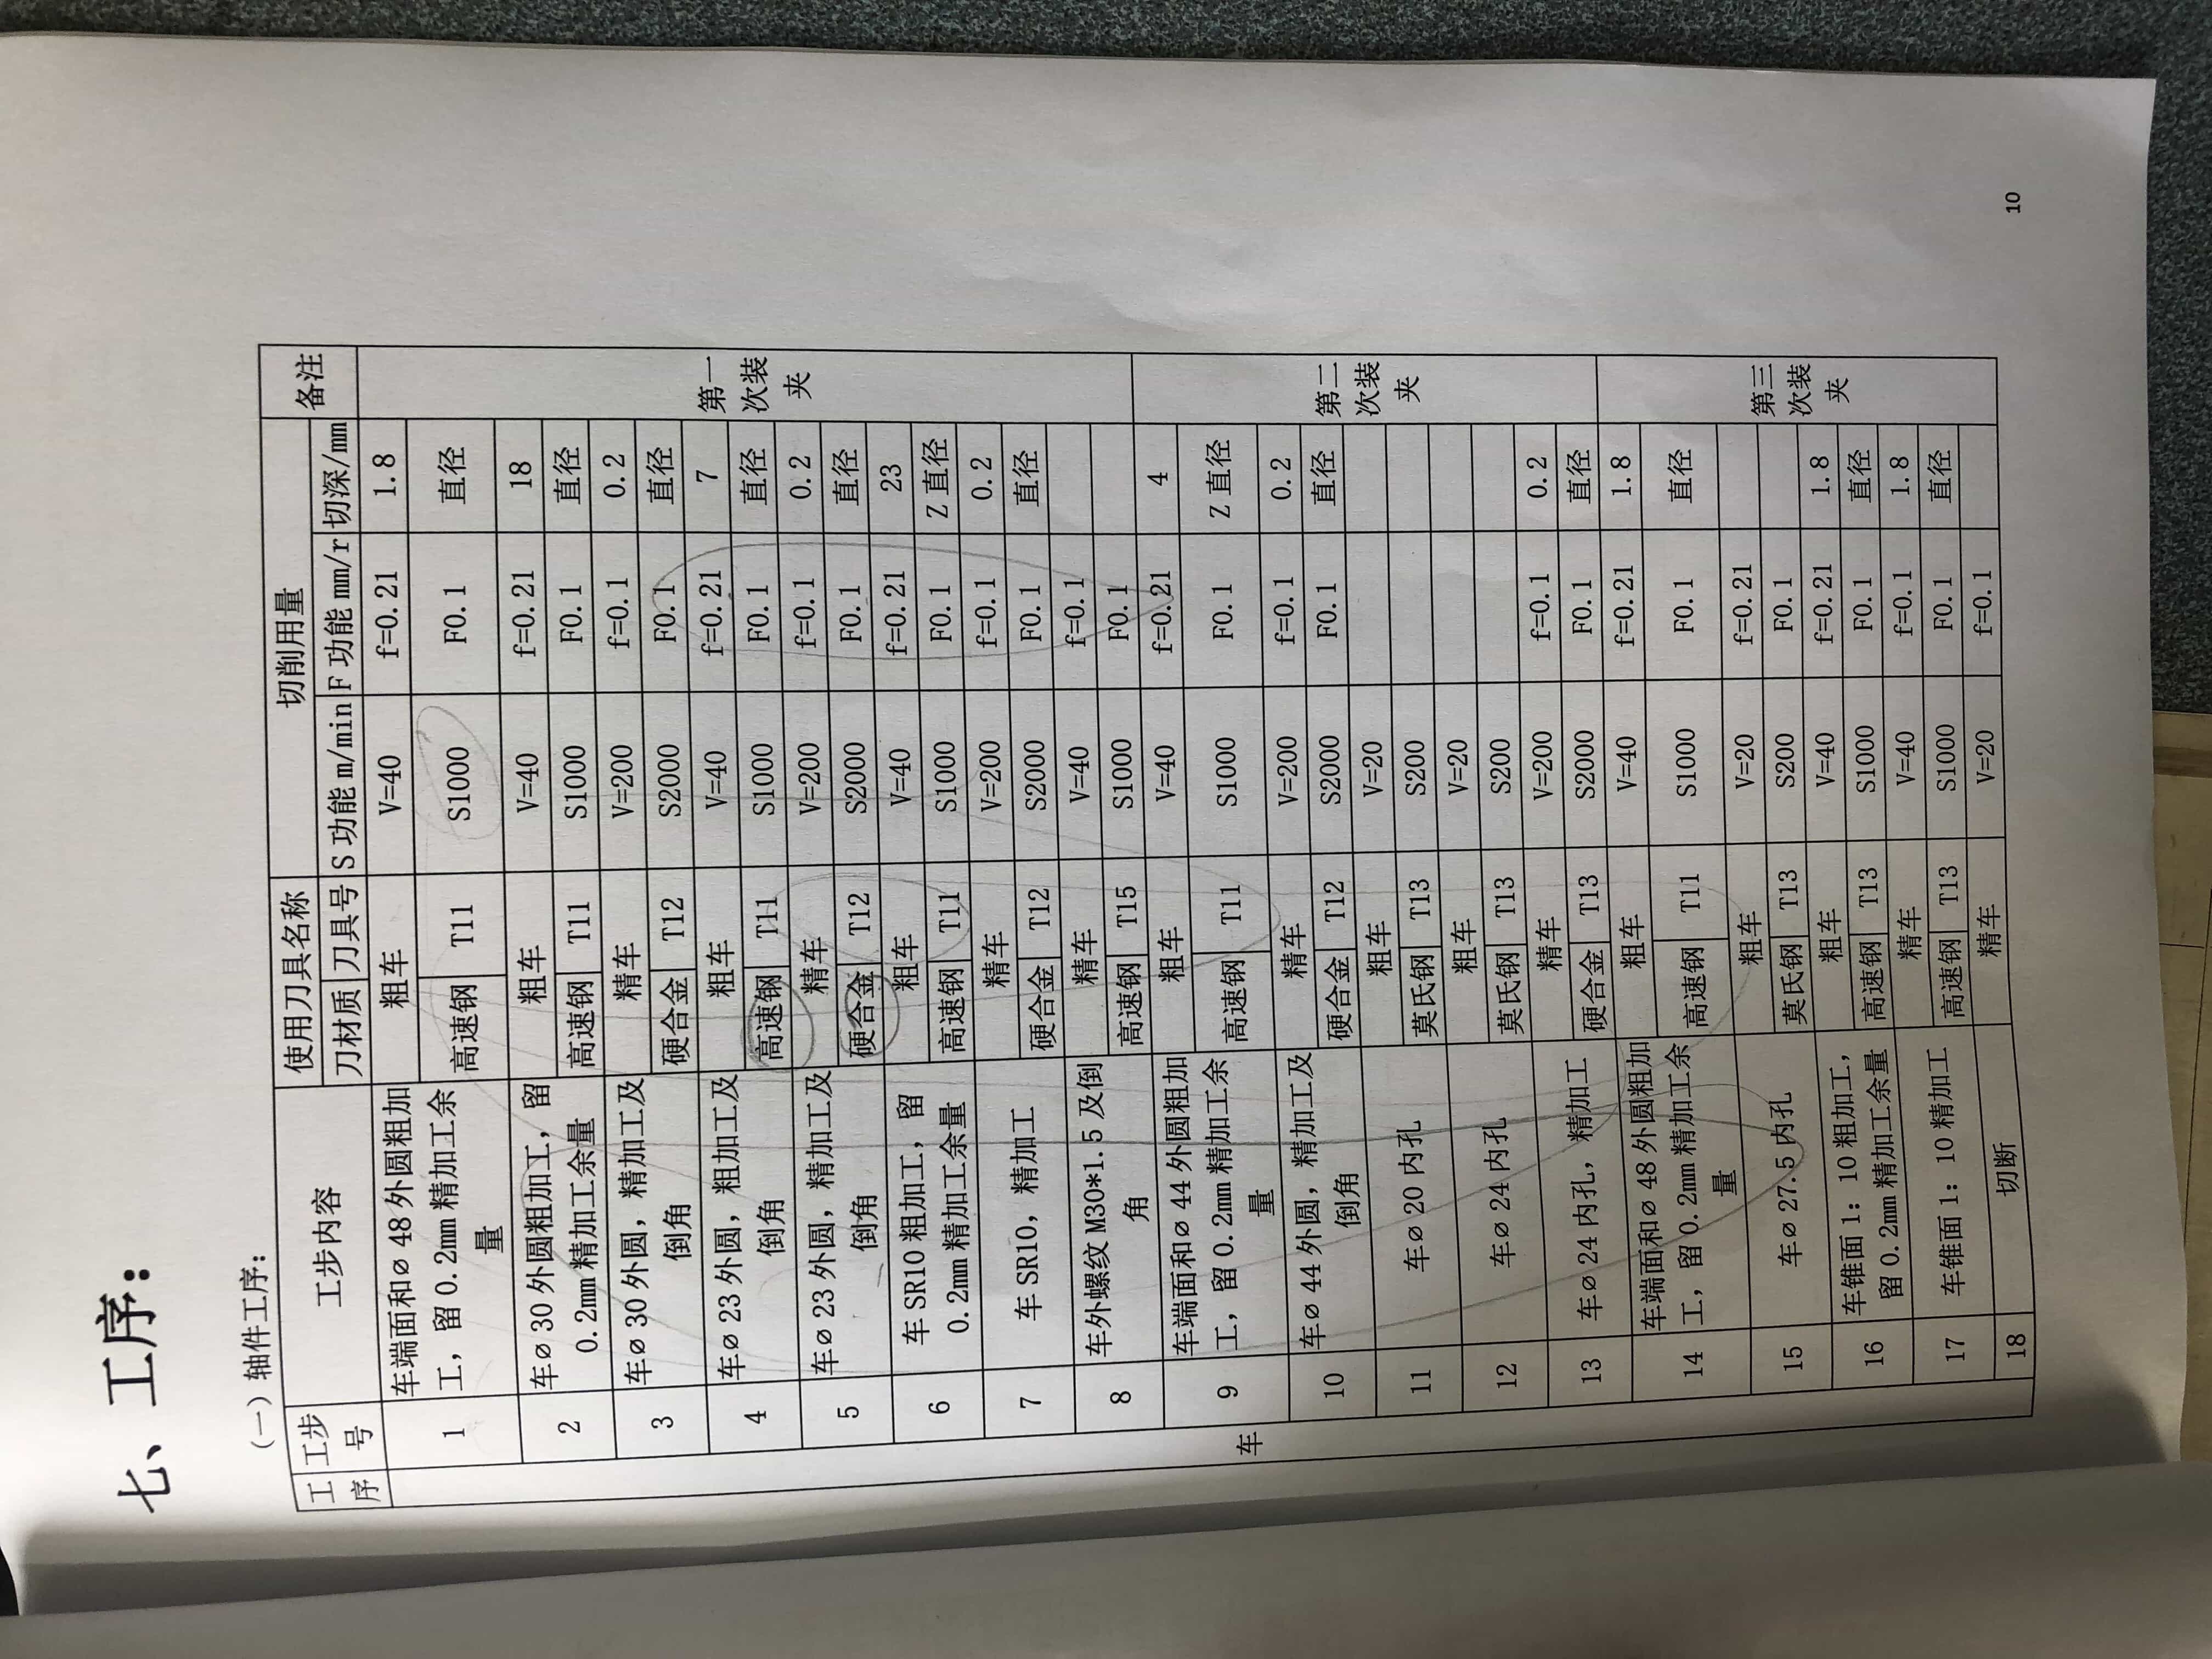 七、工序：
（一）轴件工序：
工序 工步号 工步内容 使用刀具名称 切削用量 备注
刀材质 刀具号 S 功能 m/min F 功能 mm/r 切深/mm
车
1 车端面和⌀48 外圆粗加工，留 0.2mm 精加工余量 粗车 V=40 f=0.21 1.8 第一次装夹
高速钢 T11 S1000 F0.1 直径
2 车⌀30 外圆粗加工，留 0.2mm 精加工余量 粗车 V=40 f=0.21 18
高速钢 T11 S1000 F0.1 直径
3 车⌀30 外圆，精加工及倒角 精车 V=200 f=0.1 0.2
硬合金 T12 S2000 F0.1 直径
4 车⌀23 外圆，粗加工及倒角 粗车 V=40 f=0.21 7
高速钢 T11 S1000 F0.1 直径
5 车⌀23 外圆，精加工及倒角 精车 V=200 f=0.1 0.2
硬合金 T12 S2000 F0.1 直径
6 车 SR10 粗加工，留 0.2mm 精加工余量 粗车 V=40 f=0.21 23
高速钢 T11 S1000 F0.1 Z 直径
7 车 SR10，精加工 精车 V=200 f=0.1 0.2
硬合金 T12 S2000 F0.1 直径
8 车外螺纹 M30*1.5 及倒角 精车 V=40 f=0.1
高速钢 T15 S1000 F0.1
9 车端面和⌀44 外圆粗加工，留 0.2mm 精加工余量 粗车 V=40 f=0.21 4 第二次装夹
高速钢 T11 S1000 F0.1 Z 直径
10 车⌀44 外圆，精加工及倒角 精车 V=200 f=0.1 0.2
硬合金 T12 S2000 F0.1 直径
11 车⌀20 内孔 粗车 V=20
莫氏钢 T13 S200
12 车⌀24 内孔 粗车 V=20
莫氏钢 T13 S200
13 车⌀24 内孔，精加工 精车 V=200 f=0.1 0.2
硬合金 T13 S2000 F0.1 直径
14 车端面和⌀48 外圆粗加工，留 0.2mm 精加工余量 粗车 V=40 f=0.21 1.8 第三次装夹
高速钢 T11 S1000 F0.1 直径
15 车⌀27.5 内孔 粗车 V=20 f=0.21
莫氏钢 T13 S200 F0.1
16 车锥面 1：10 粗加工，留 0.2mm 精加工余量 粗车 V=40 f=0.21 1.8
高速钢 T13 S1000 F0.1 直径
17 车锥面 1：10 精加工 精车 V=40 f=0.1 1.8
高速钢 T13 S1000 F0.1 直径
18 切断 精车 V=20 f=0.1
10